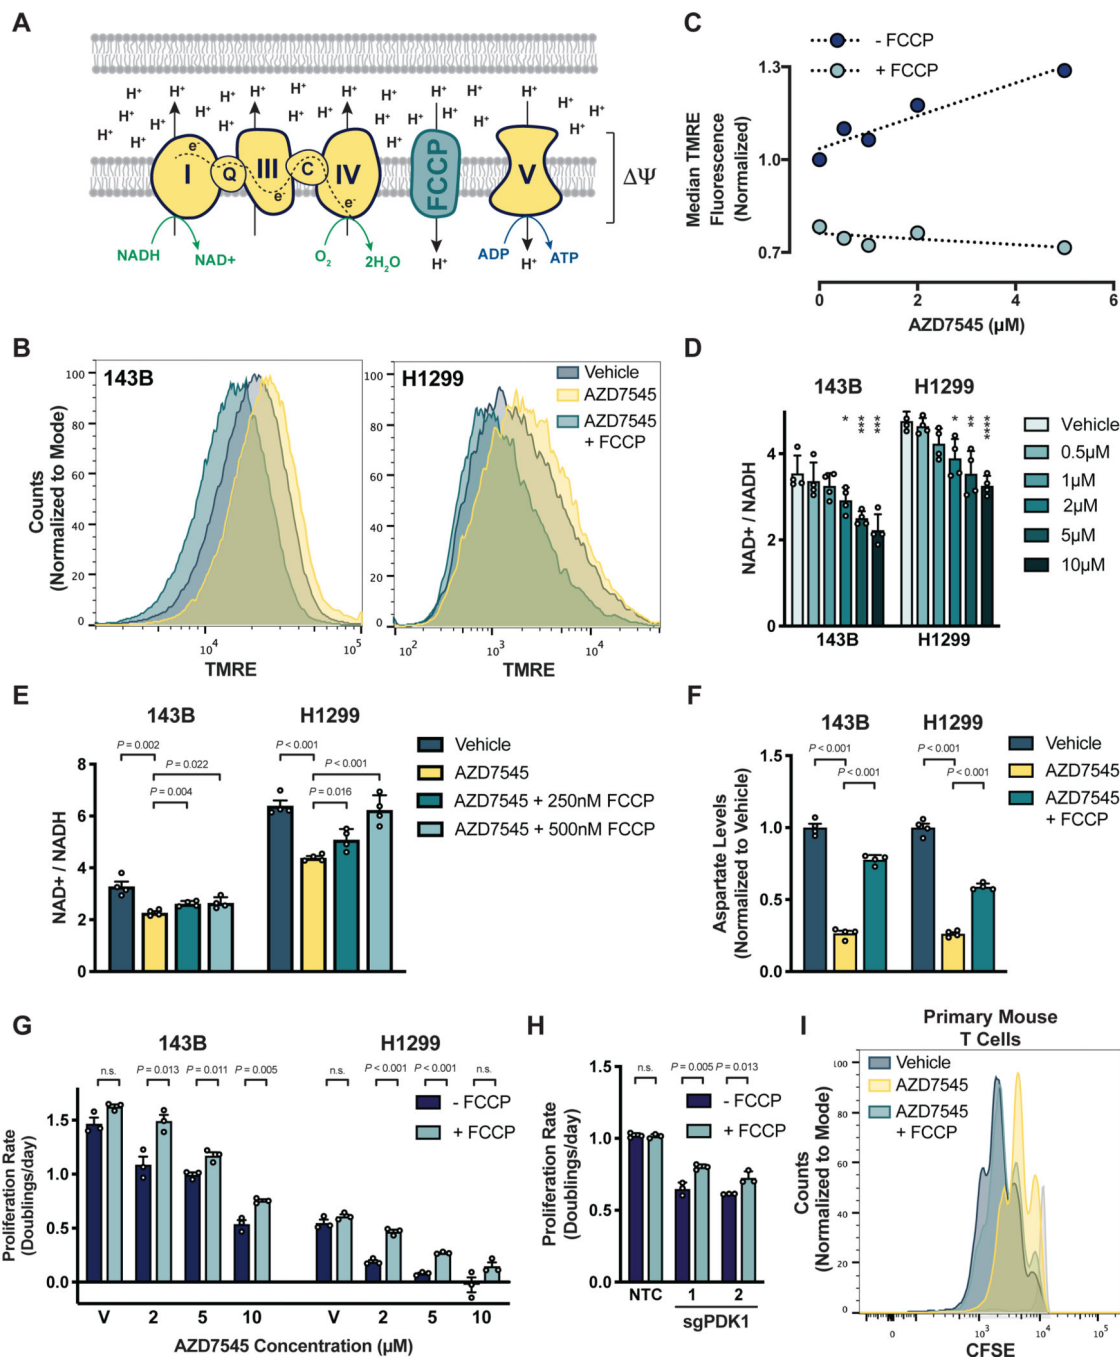 A
H+ H+ H+ H+ H+ H+ H+ H+ H+ H+
H+ H+ H+ H+ H+ H+ H+ H+ H+ H+
e-
I
Q
III
e-
C
IV
e-
FCCP
V
ΔΨ
NADH
NAD+
O2
2H2O
H+
ADP
ATP
H+
C
- FCCP
+ FCCP
Median TMRE
Fluorescence
(Normalized)
1.3
1.0
0.7
0 2 4 6
AZD7545 (µM)
B
143B
H1299
Vehicle
AZD7545
AZD7545
+ FCCP
Counts
(Normalized to Mode)
100
80
60
40
20
0
10^4 10^5
TMRE
100
80
60
40
20
0
10^2 10^3 10^4
TMRE
D
143B H1299
* *** *** * ** ****
NAD+ / NADH
4
2
0
143B H1299
Vehicle
0.5µM
1µM
2µM
5µM
10µM
E
143B H1299
P = 0.002
P = 0.022
P = 0.004
P < 0.001
P < 0.001
P = 0.016
NAD+ / NADH
8
6
4
2
0
Vehicle
AZD7545
AZD7545 + 250nM FCCP
AZD7545 + 500nM FCCP
F
143B H1299
P < 0.001
P < 0.001
P < 0.001
P < 0.001
Aspartate Levels
(Normalized to Vehicle)
1.5
1.0
0.5
0.0
Vehicle
AZD7545
AZD7545
+ FCCP
G
143B H1299
n.s. P = 0.013 P = 0.011 P = 0.005
n.s. P < 0.001 P < 0.001 n.s.
- FCCP
+ FCCP
Proliferation Rate
(Doublings/day)
1.5
1.0
0.5
0.0
V 2 5 10 V 2 5 10
AZD7545 Concentration (µM)
H
n.s. P = 0.005 P = 0.013
- FCCP
+ FCCP
Proliferation Rate
(Doublings/day)
1.5
1.0
0.5
0.0
NTC 1 2
sgPDK1
I
Primary Mouse
T Cells
Vehicle
AZD7545
AZD7545
+ FCCP
Counts
(Normalized to Mode)
100
80
60
40
20
0
0 10^3 10^4 10^5
CFSE